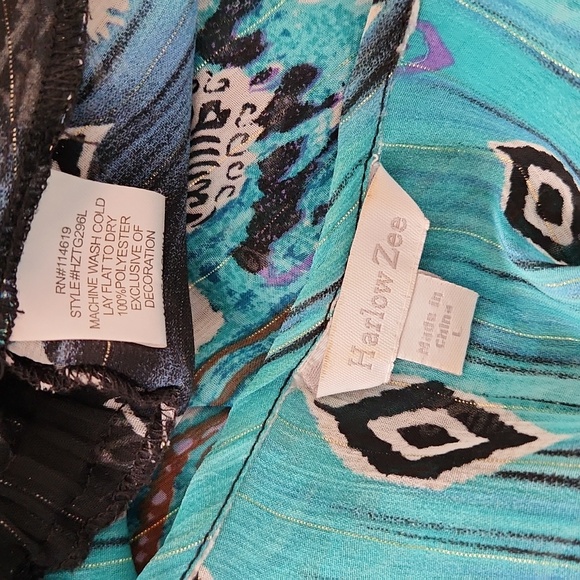 RN#114619
STYLE#HZTG296L
MACHINE WASH COLD
LAY FLAT TO DRY
100%POLYESTER
EXCLUSIVE OF
DECORATION
Harlow Zee
Made in
China
L